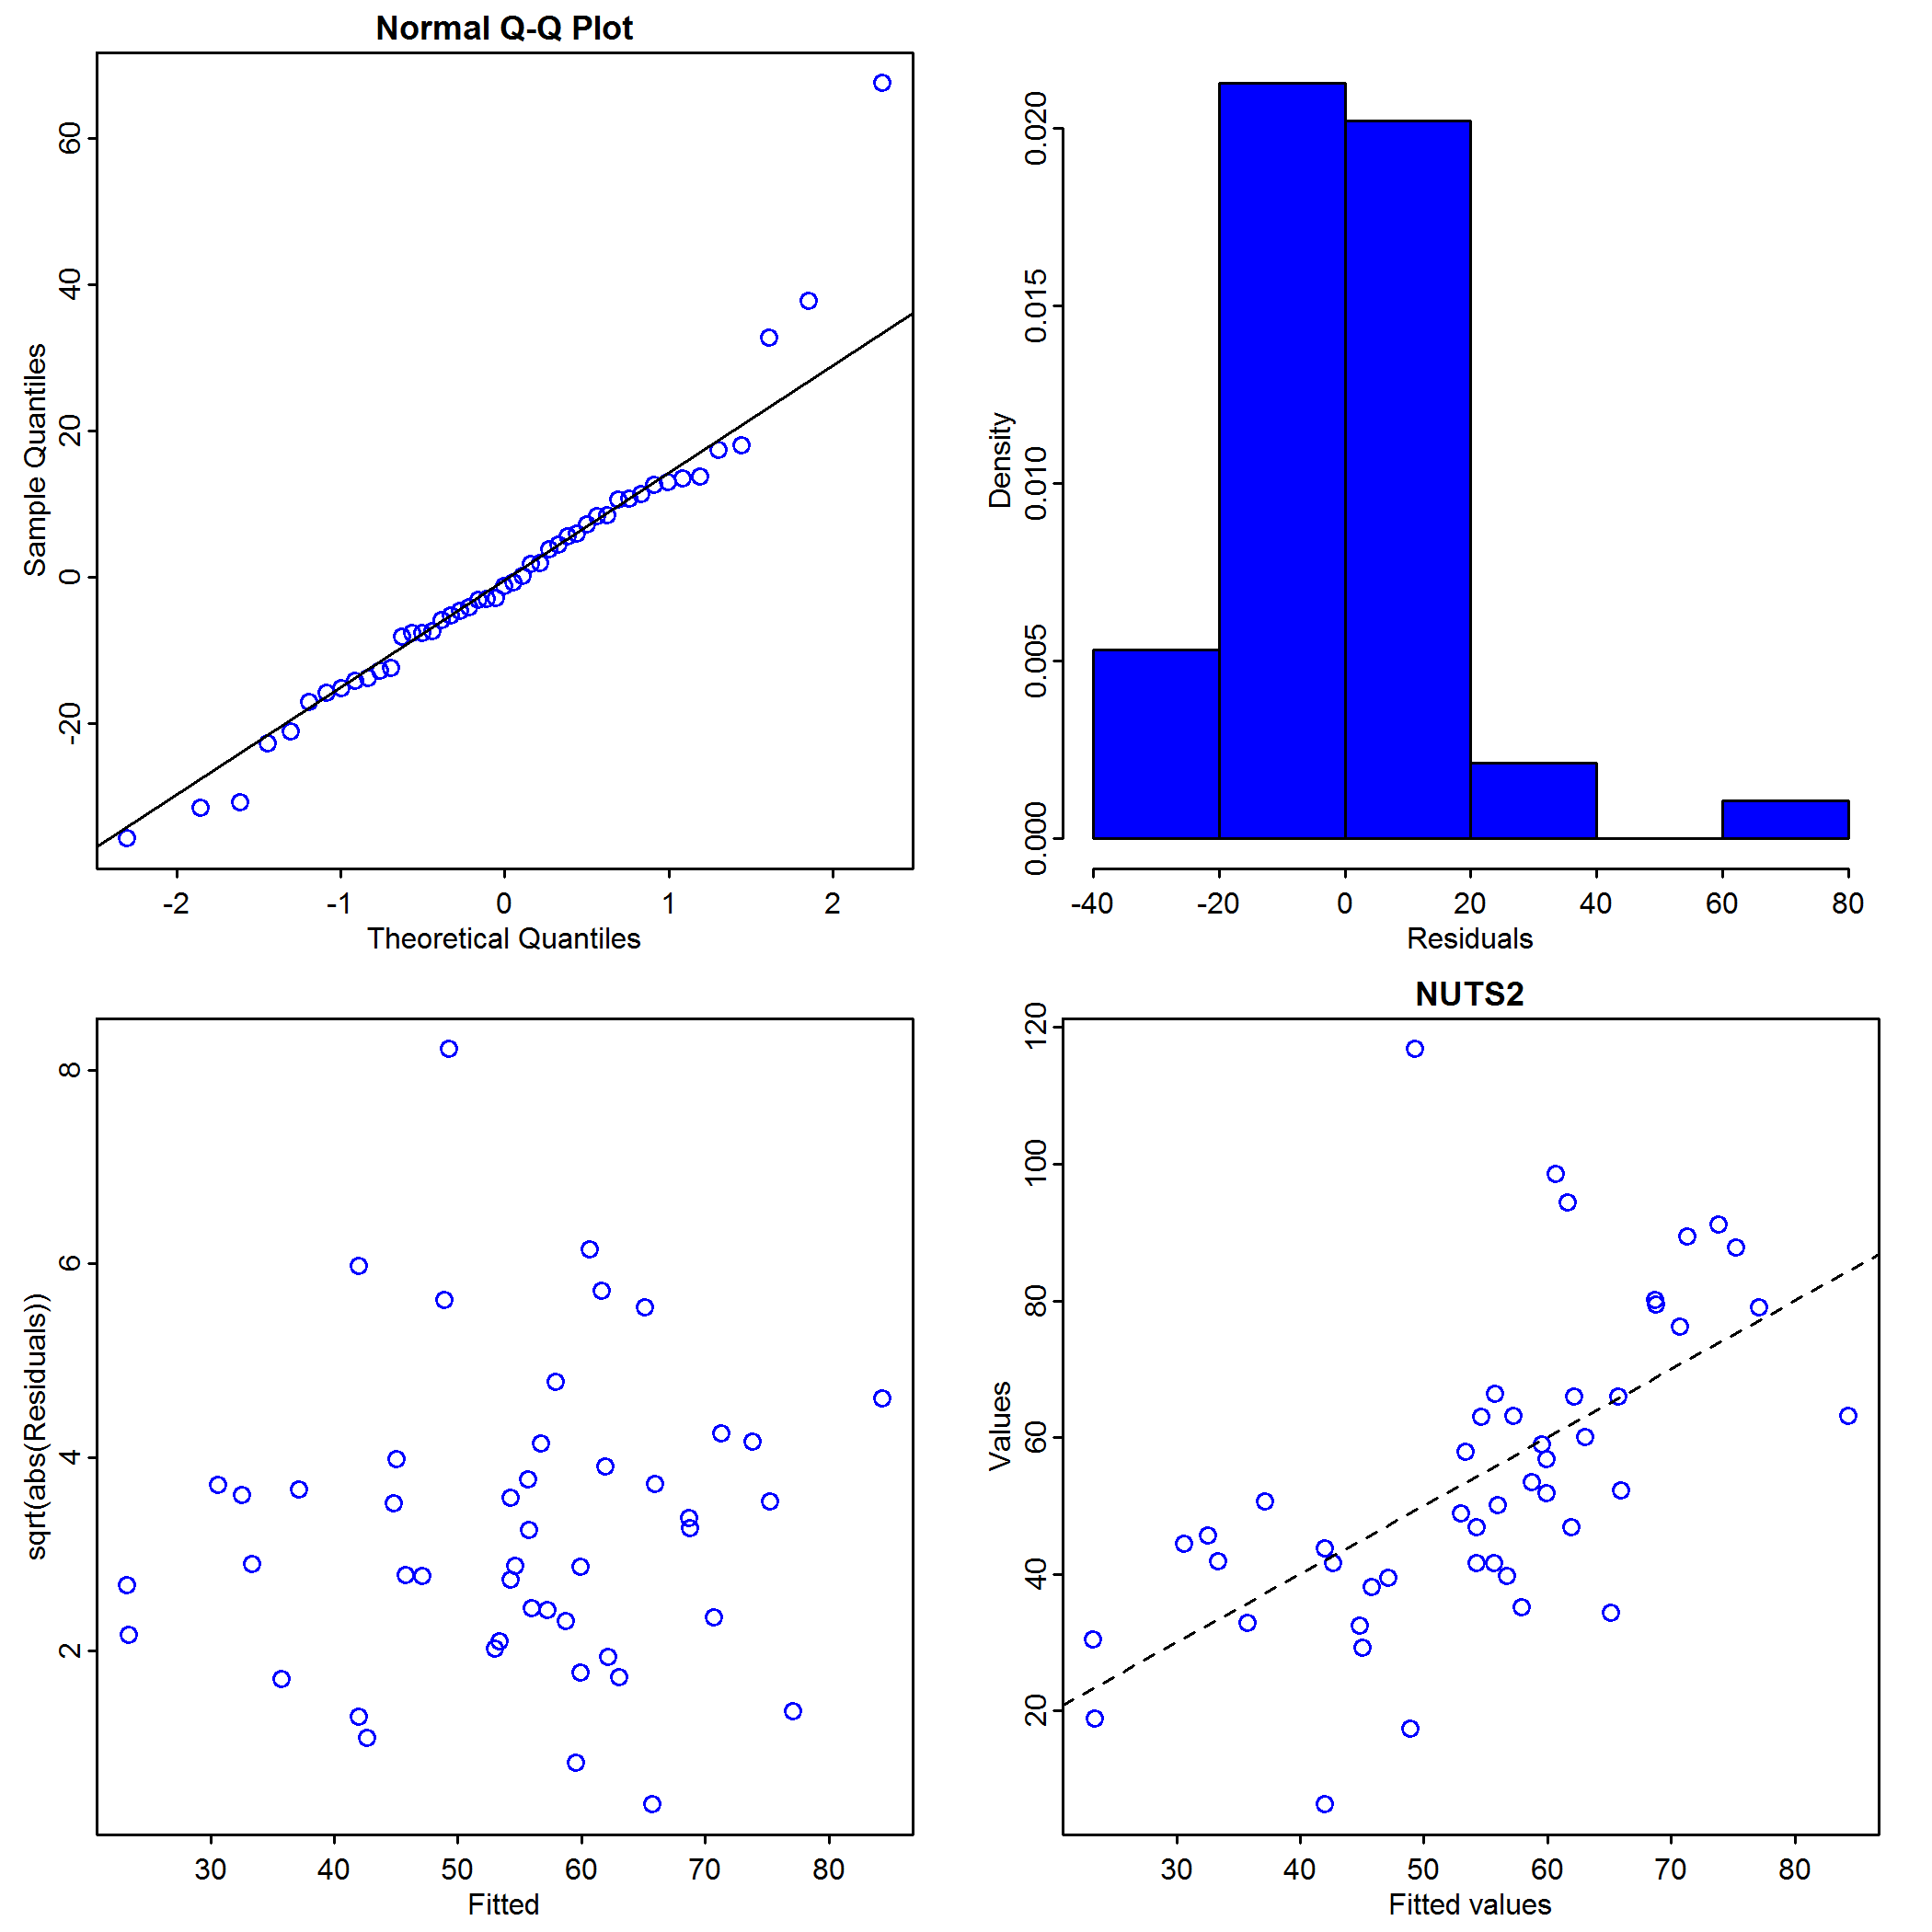 Normal Q-Q Plot
Sample Quantiles
-20 0 20 40 60
-2 -1 0 1 2
Theoretical Quantiles
Density
0.000 0.005 0.010 0.015 0.020
-40 -20 0 20 40 60 80
Residuals
sqrt(abs(Residuals))
2 4 6 8
30 40 50 60 70 80
Fitted
NUTS2
Values
20 40 60 80 100 120
30 40 50 60 70 80
Fitted values